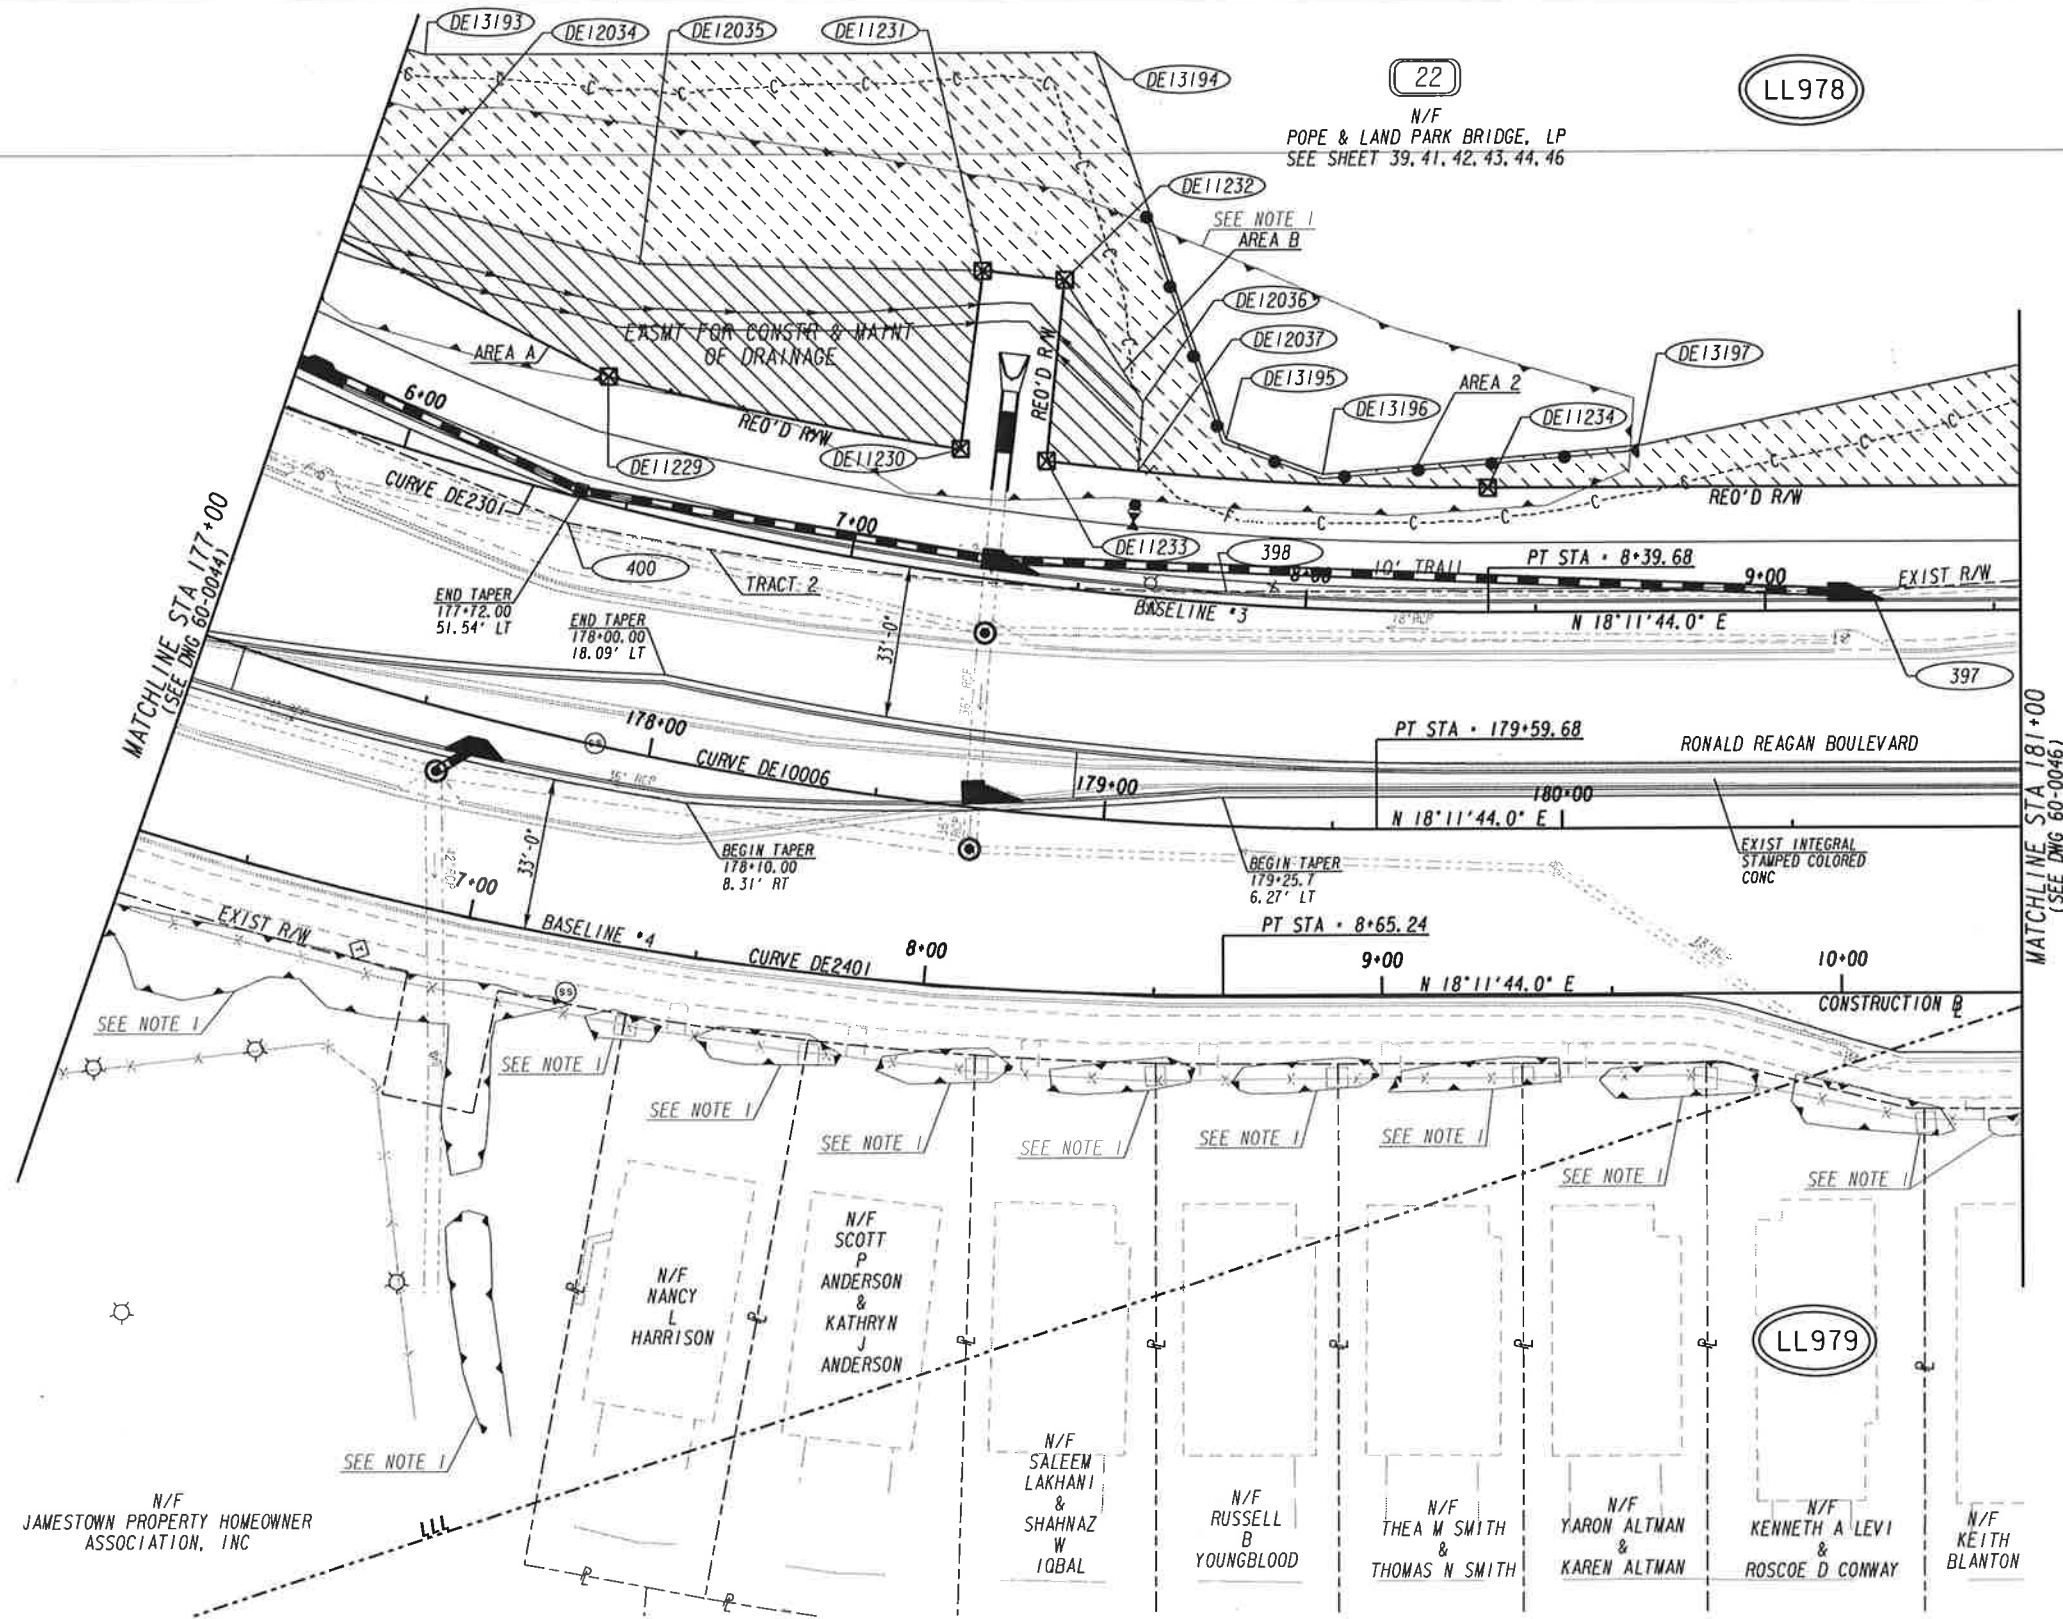 DE13193
DE12034
DE12035
DE11231
DE13194
22
N/F
POPE & LAND PARK BRIDGE, LP
SEE SHEET 39, 41, 42, 43, 44, 46
LL978
DE11232
SEE NOTE 1
AREA B
DE12036
DE12037
DE13195
DE13196
AREA 2
DE11234
DE13197
EASMT FOR CONSTR & MAINT
OF DRAINAGE
AREA A
REQ'D R/W
REQ'D R/W
REQ'D R/W
DE11229
DE11230
DE11233
6+00
CURVE DE2301
7+00
400
TRACT 2
398
8+00
10' TRAIL
PT STA = 8+39.68
9+00
EXIST R/W
BASELINE #3
18" RCP
N 18°11'44.0" E
397
MATCHLINE STA 177+00
(SEE DWG 60-0044)
END TAPER
177+72.00
51.54' LT
END TAPER
178+00.00
18.09' LT
33'-0"
36" RCP
178+00
SS
CURVE DE10006
36" RCP
179+00
PT STA = 179+59.68
RONALD REAGAN BOULEVARD
180+00
N 18°11'44.0" E
BEGIN TAPER
178+10.00
8.31' RT
BEGIN TAPER
179+25.7
6.27' LT
EXIST INTEGRAL
STAMPED COLORED
CONC
MATCHLINE STA 181+00
(SEE DWG 60-0046)
33'-0"
42" RCP
7+00
EXIST R/W
T
BASELINE #4
CURVE DE2401
8+00
PT STA = 8+65.24
9+00
N 18°11'44.0" E
10+00
CONSTRUCTION ℄
SS
SEE NOTE 1
SEE NOTE 1
SEE NOTE 1
SEE NOTE 1
SEE NOTE 1
SEE NOTE 1
SEE NOTE 1
SEE NOTE 1
SEE NOTE 1
SEE NOTE 1
N/F
NANCY
L
HARRISON
N/F
SCOTT
P
ANDERSON
&
KATHRYN
J
ANDERSON
LL979
N/F
JAMESTOWN PROPERTY HOMEOWNER
ASSOCIATION, INC
LLL
N/F
SALEEM
LAKHANI
&
SHAHNAZ
W
IQBAL
N/F
RUSSELL
B
YOUNGBLOOD
N/F
THEA M SMITH
&
THOMAS N SMITH
N/F
YARON ALTMAN
&
KAREN ALTMAN
N/F
KENNETH A LEVI
&
ROSCOE D CONWAY
N/F
KEITH
BLANTON